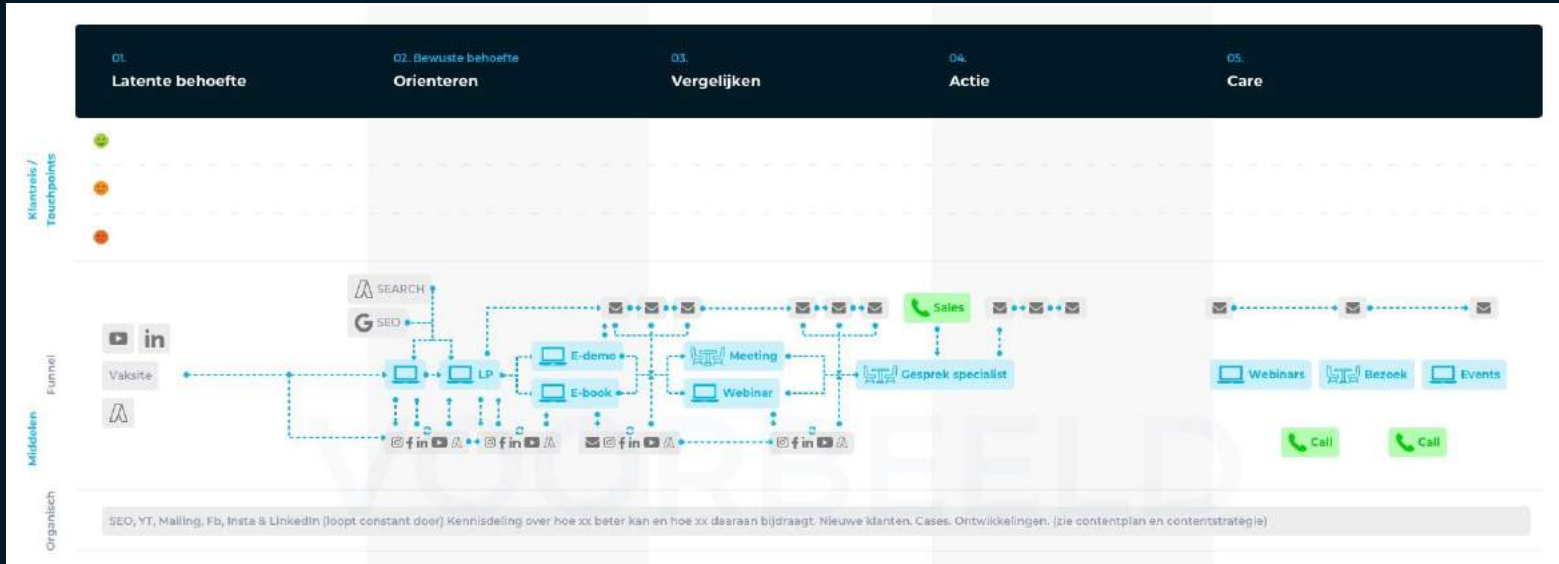 01.
Latente behoefte
02. Bewuste behoefte
Orienteren
03.
Vergelijken
04.
Actie
05.
Care
Klantreis /
Touchpoints
Middelen
Funnel
SEARCH
SEO
in
Vaksite
LP
E-demo
E-book
Meeting
Webinar
Sales
Gesprek specialist
Webinars
Bezoek
Events
Call
Call
VOORBEELD
Organisch
SEO, YT, Mailing, Fb, Insta & LinkedIn (loopt constant door) Kennisdeling over hoe xx beter kan en hoe xx daaraan bijdraagt. Nieuwe klanten. Cases. Ontwikkelingen. (zie contentplan en contentstrategie)